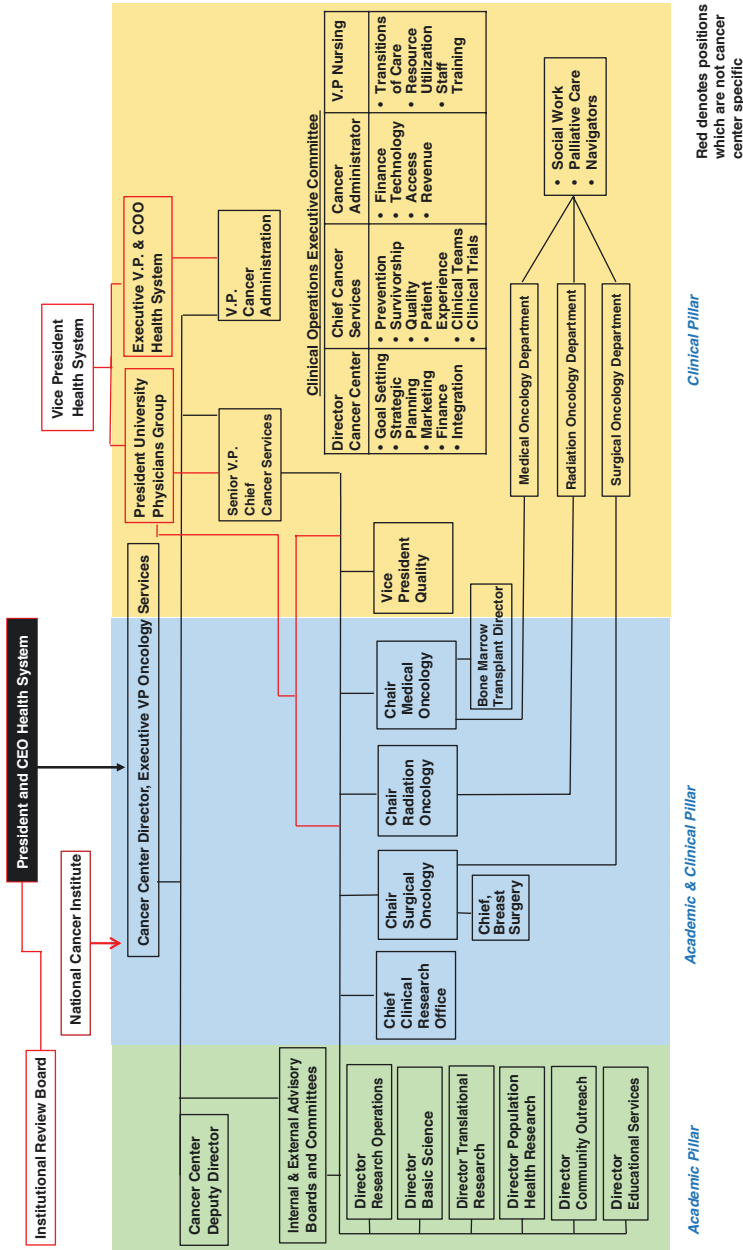 President and CEO Health System
Institutional Review Board
National Cancer Institute
Vice President
Health System
Cancer Center Director, Executive VP Oncology Services
President University
Physicians Group
Executive V.P. & COO
Health System
Cancer Center
Deputy Director
Senior V.P.
Chief
Cancer Services
V.P.
Cancer
Administration
Internal & External Advisory
Boards and Committees
Director
Research Operations
Director
Basic Science
Director Translational
Research
Director Population
Health Research
Director
Community Outreach
Director
Educational Services
Chief
Clinical
Research
Office
Chair
Surgical
Oncology
Chief,
Breast
Surgery
Chair
Radiation
Oncology
Chair
Medical
Oncology
Bone Marrow
Transplant Director
Vice
President
Quality
Clinical Operations Executive Committee
Director
Cancer Center
• Goal Setting
• Strategic
Planning
• Marketing
• Finance
• Integration
Chief Cancer
Services
• Prevention
• Survivorship
• Quality
• Patient
Experience
• Clinical Teams
• Clinical Trials
Cancer
Administrator
• Finance
• Technology
• Access
• Revenue
V.P Nursing
• Transitions
of Care
• Resource
Utilization
• Staff
Training
Medical Oncology Department
Radiation Oncology Department
Surgical Oncology Department
• Social Work
• Palliative Care
• Navigators
Academic Pillar
Academic & Clinical Pillar
Clinical Pillar
Red denotes positions
which are not cancer
center specific